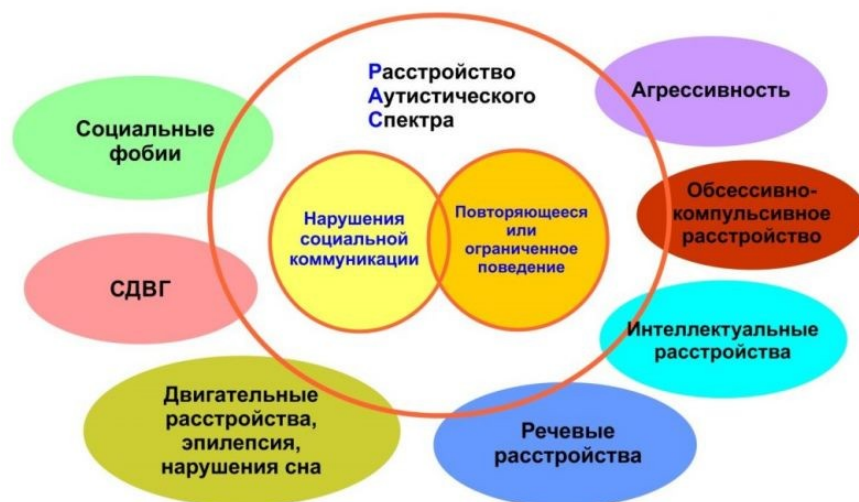 Расстройство
Аутистического
Спектра
Социальные
фобии
Агрессивность
Нарушения
социальной
коммуникации
Повторяющееся
или
ограниченное
поведение
Обсессивно-
компульсивное
расстройство
СДВГ
Интеллектуальные
расстройства
Двигательные
расстройства,
эпилепсия,
нарушения сна
Речевые
расстройства